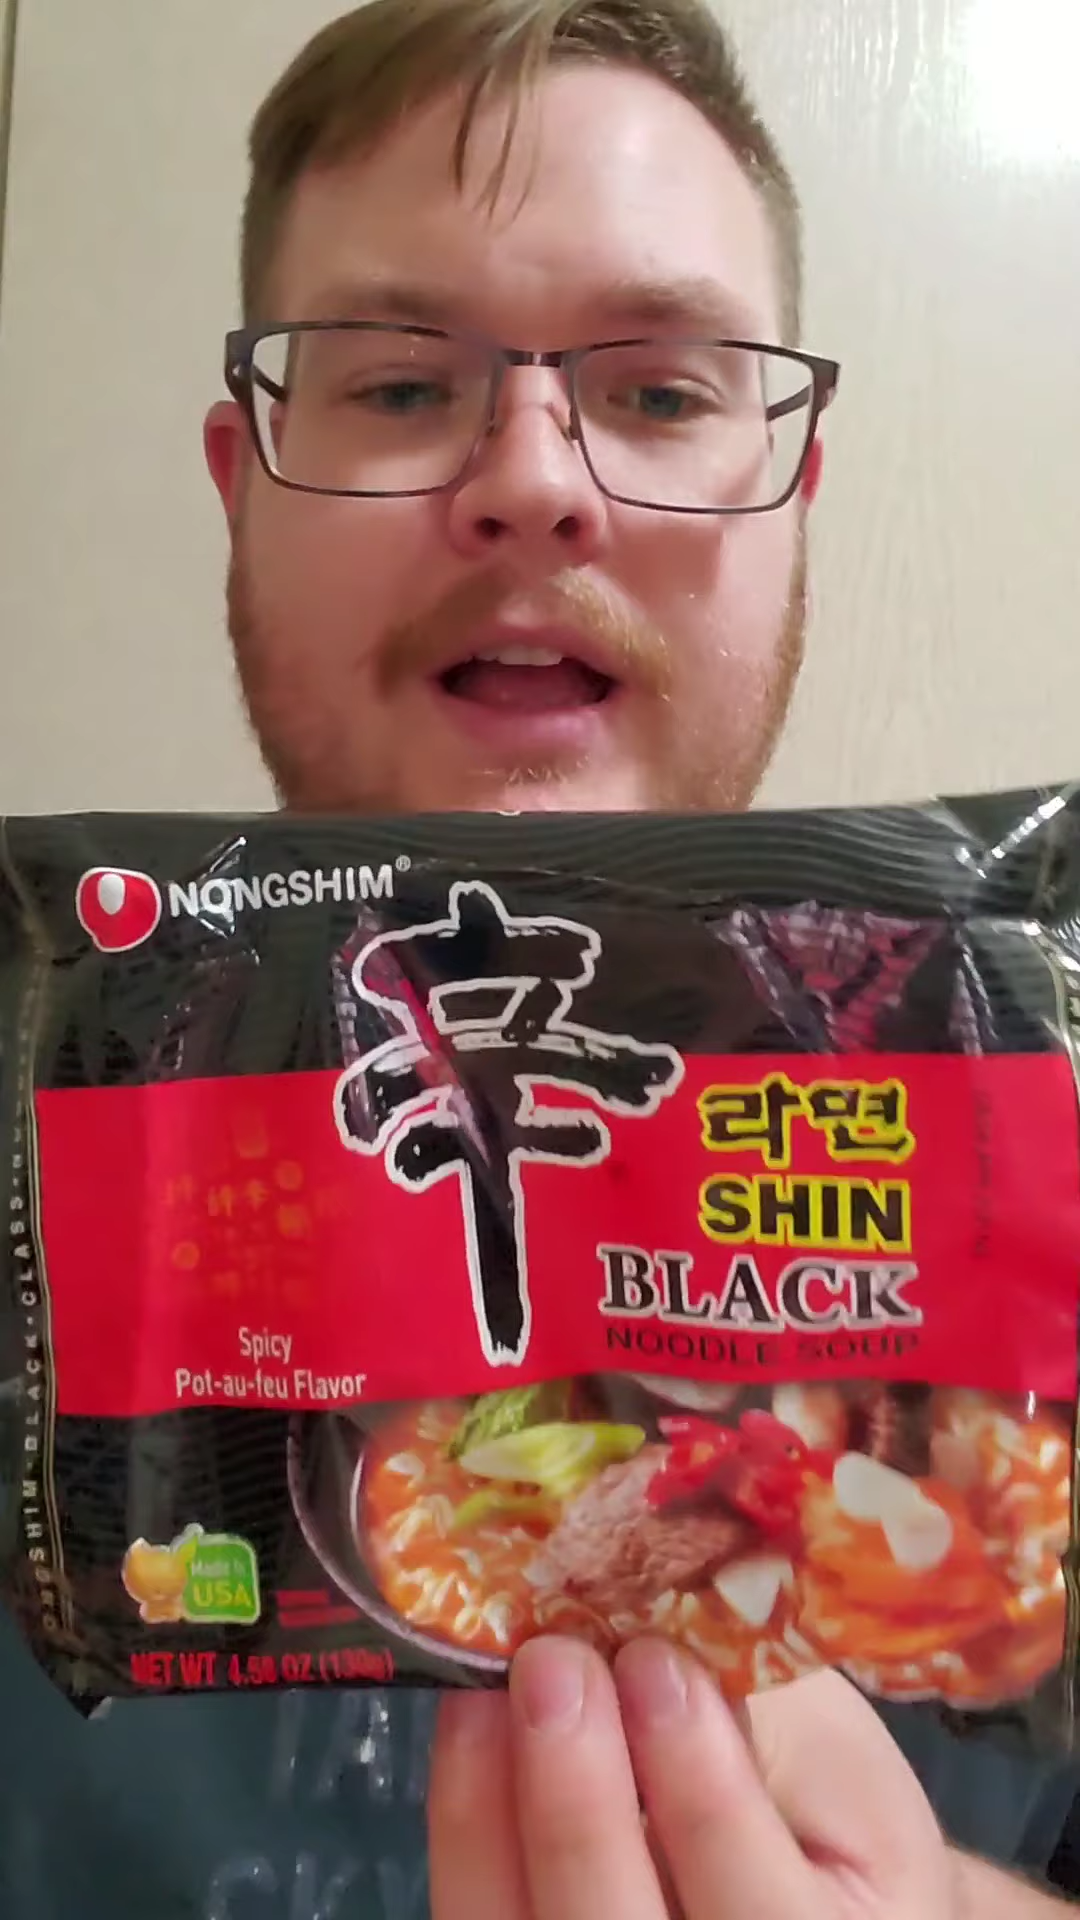 NONGSHIM®
辛
라면
SHIN
BLACK
NOODLE SOUP
Spicy
Pot-au-feu Flavor
Made in
USA
NET WT 4.58 OZ (130g)